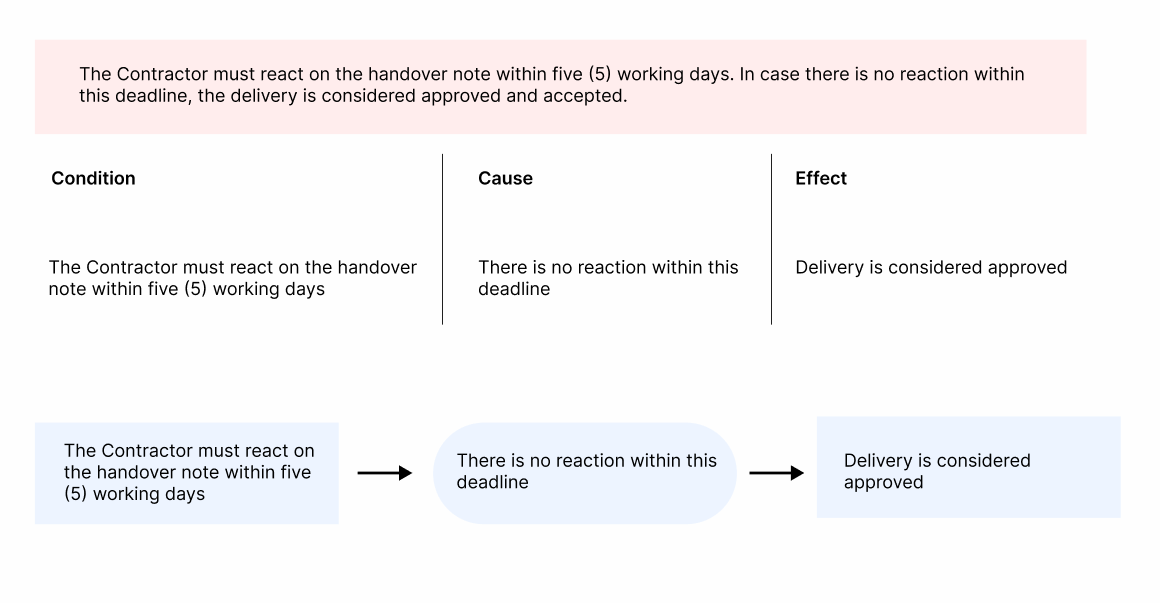 The Contractor must react on the handover note within five (5) working days. In case there is no reaction within
this deadline, the delivery is considered approved and accepted.
Condition
Cause
Effect
The Contractor must react on the handover
note within five (5) working days
There is no reaction within this
deadline
Delivery is considered approved
The Contractor must react on
the handover note within five
(5) working days
There is no reaction within this
deadline
Delivery is considered
approved